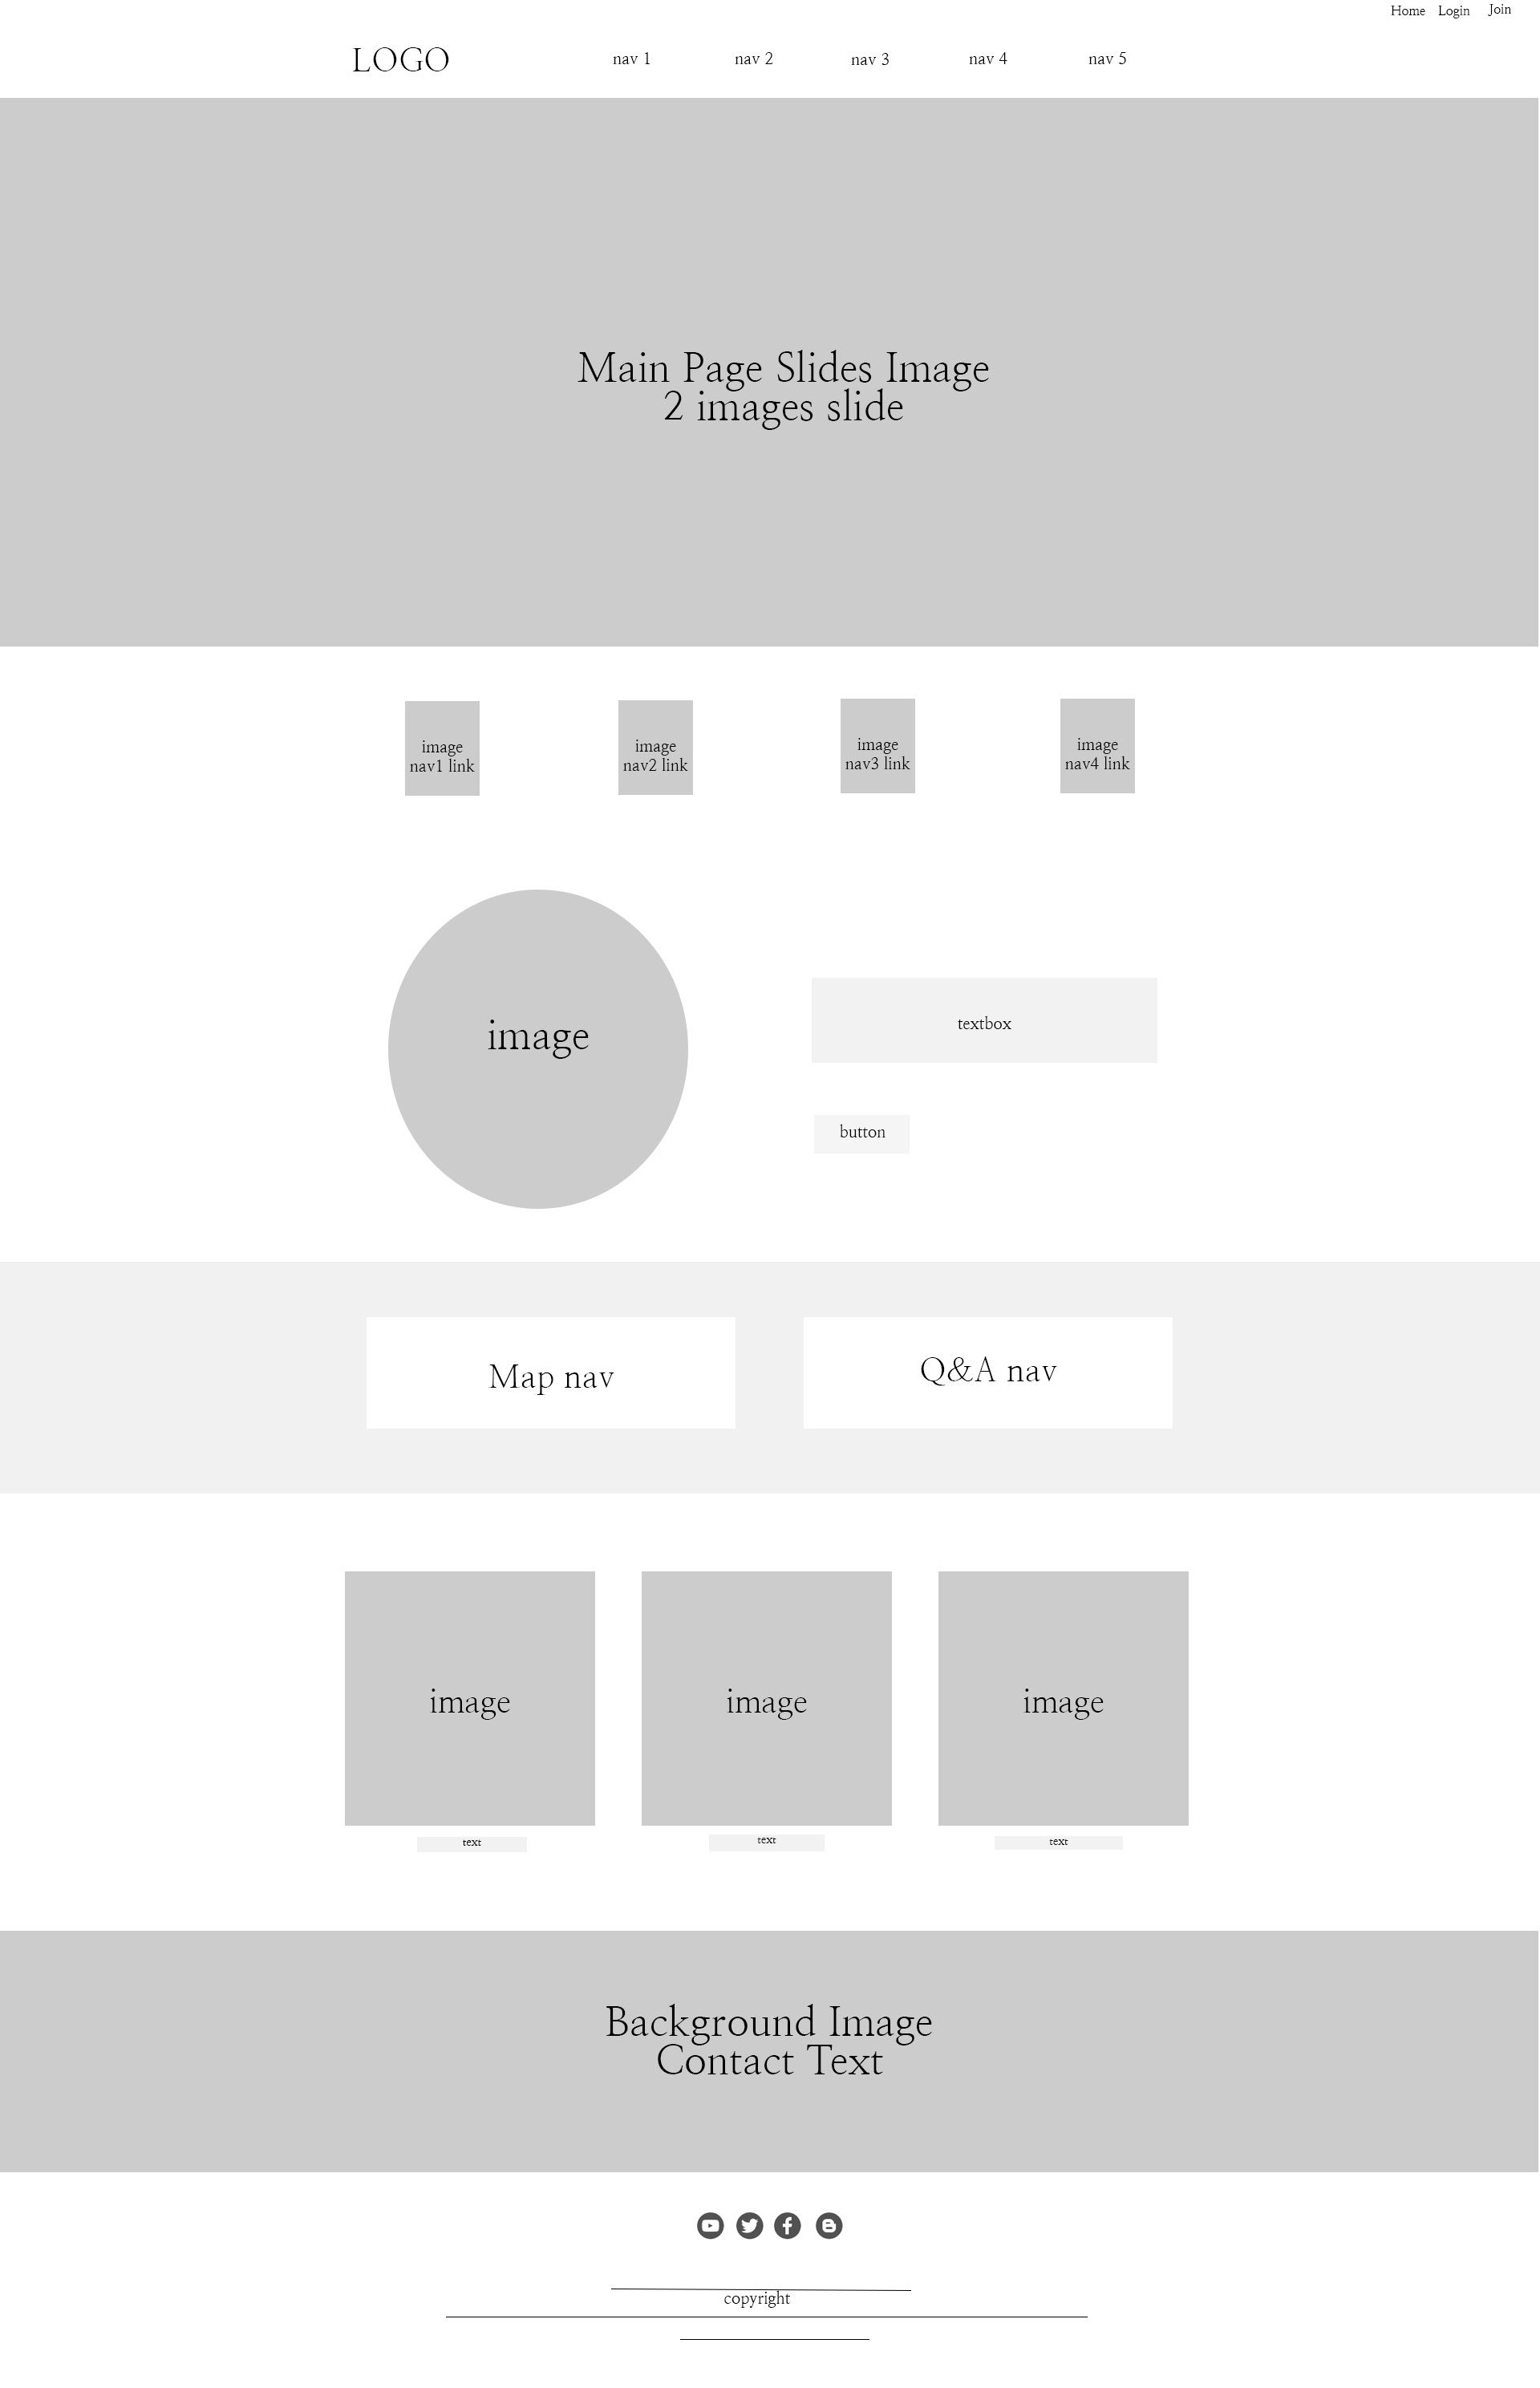 Home Login Join
LOGO nav 1 nav 2 nav 3 nav 4 nav 5
Main Page Slides Image
2 images slide
image
nav1 link
image
nav2 link
image
nav3 link
image
nav4 link
image
textbox
button
Map nav
Q&A nav
image
image
image
text
text
text
Background Image
Contact Text
copyright